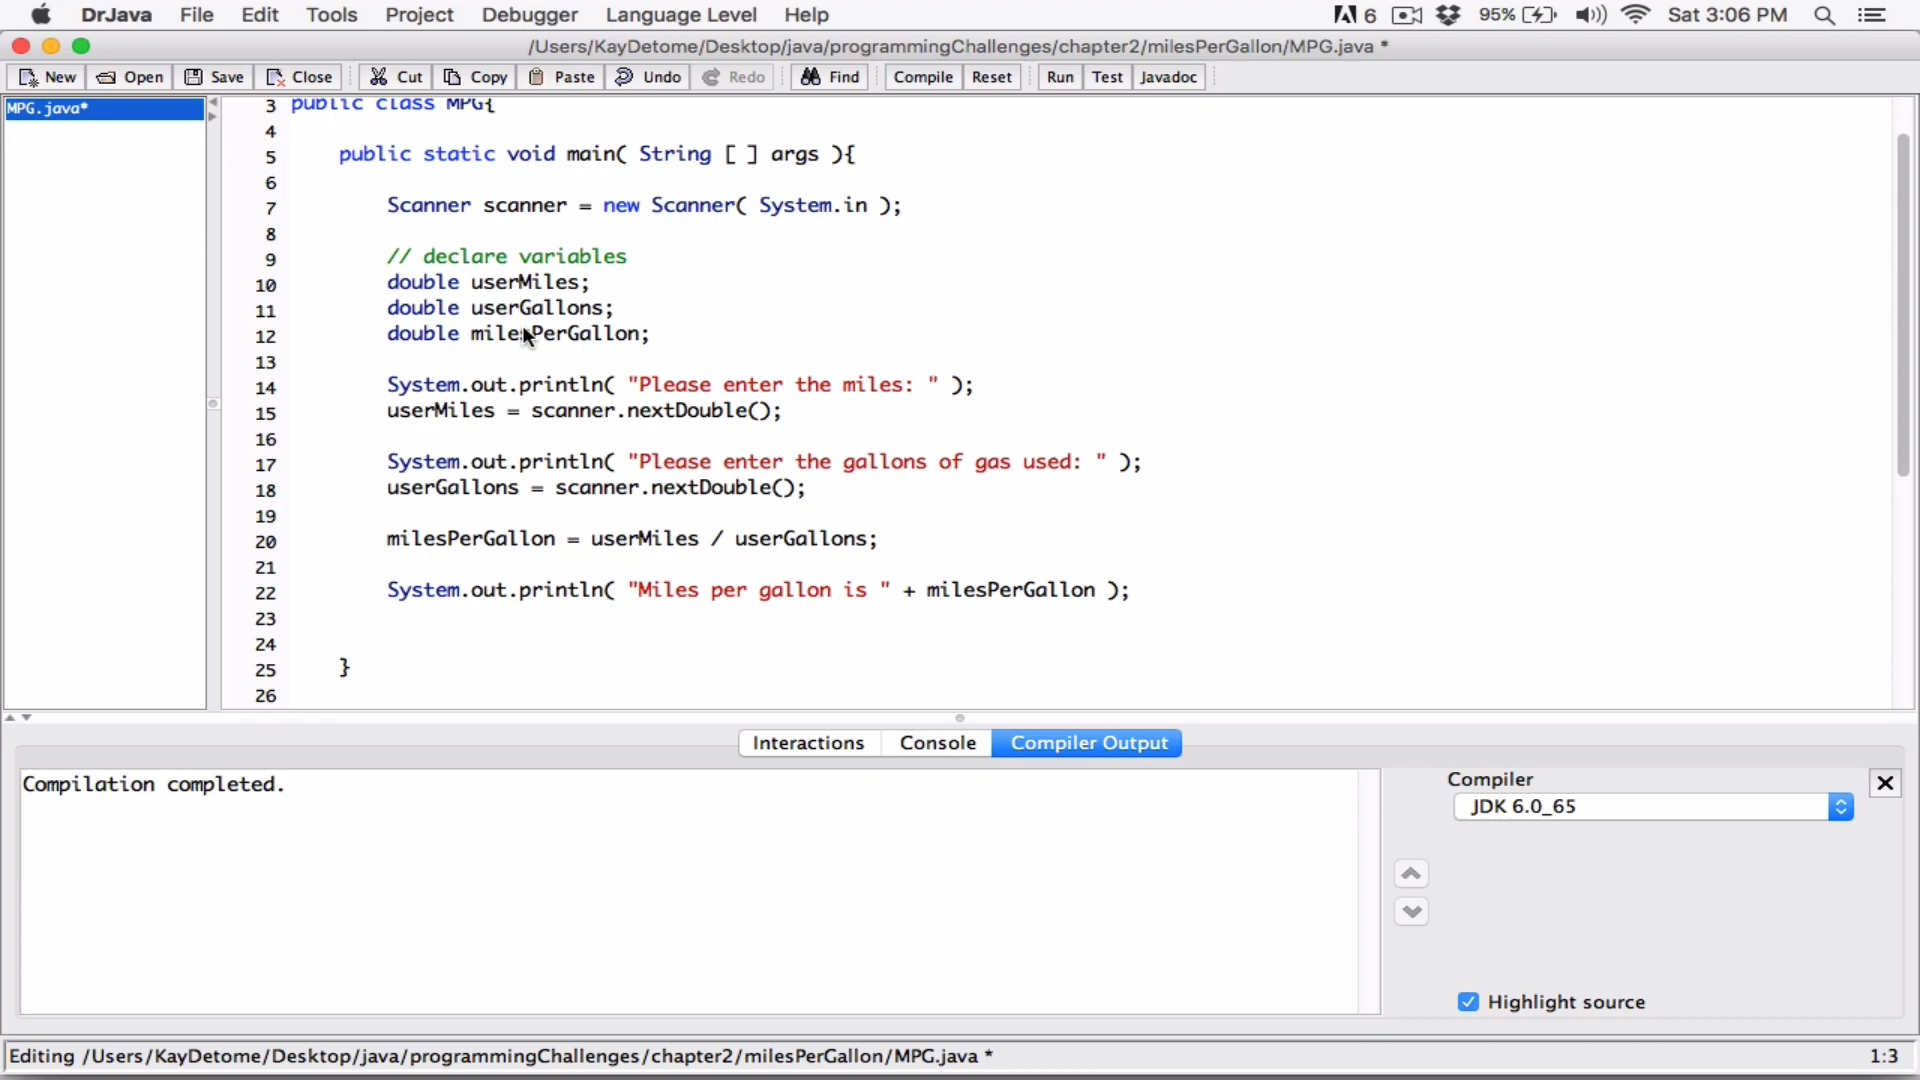 DrJava File Edit Tools Project Debugger Language Level Help 6 95% Sat 3:06 PM
/Users/KayDetome/Desktop/java/programmingChallenges/chapter2/milesPerGallon/MPG.java *
New Open Save Close Cut Copy Paste Undo Redo Find Compile Reset Run Test Javadoc
MPG.java*
3 public class MPG{
4
5 public static void main( String [ ] args ){
6
7 Scanner scanner = new Scanner( System.in );
8
9 // declare variables
10 double userMiles;
11 double userGallons;
12 double milesPerGallon;
13
14 System.out.println( "Please enter the miles: " );
15 userMiles = scanner.nextDouble();
16
17 System.out.println( "Please enter the gallons of gas used: " );
18 userGallons = scanner.nextDouble();
19
20 milesPerGallon = userMiles / userGallons;
21
22 System.out.println( "Miles per gallon is " + milesPerGallon );
23
24
25 }
26
Interactions Console Compiler Output
Compilation completed.
Compiler
JDK 6.0_65
Highlight source
Editing /Users/KayDetome/Desktop/java/programmingChallenges/chapter2/milesPerGallon/MPG.java * 1:3